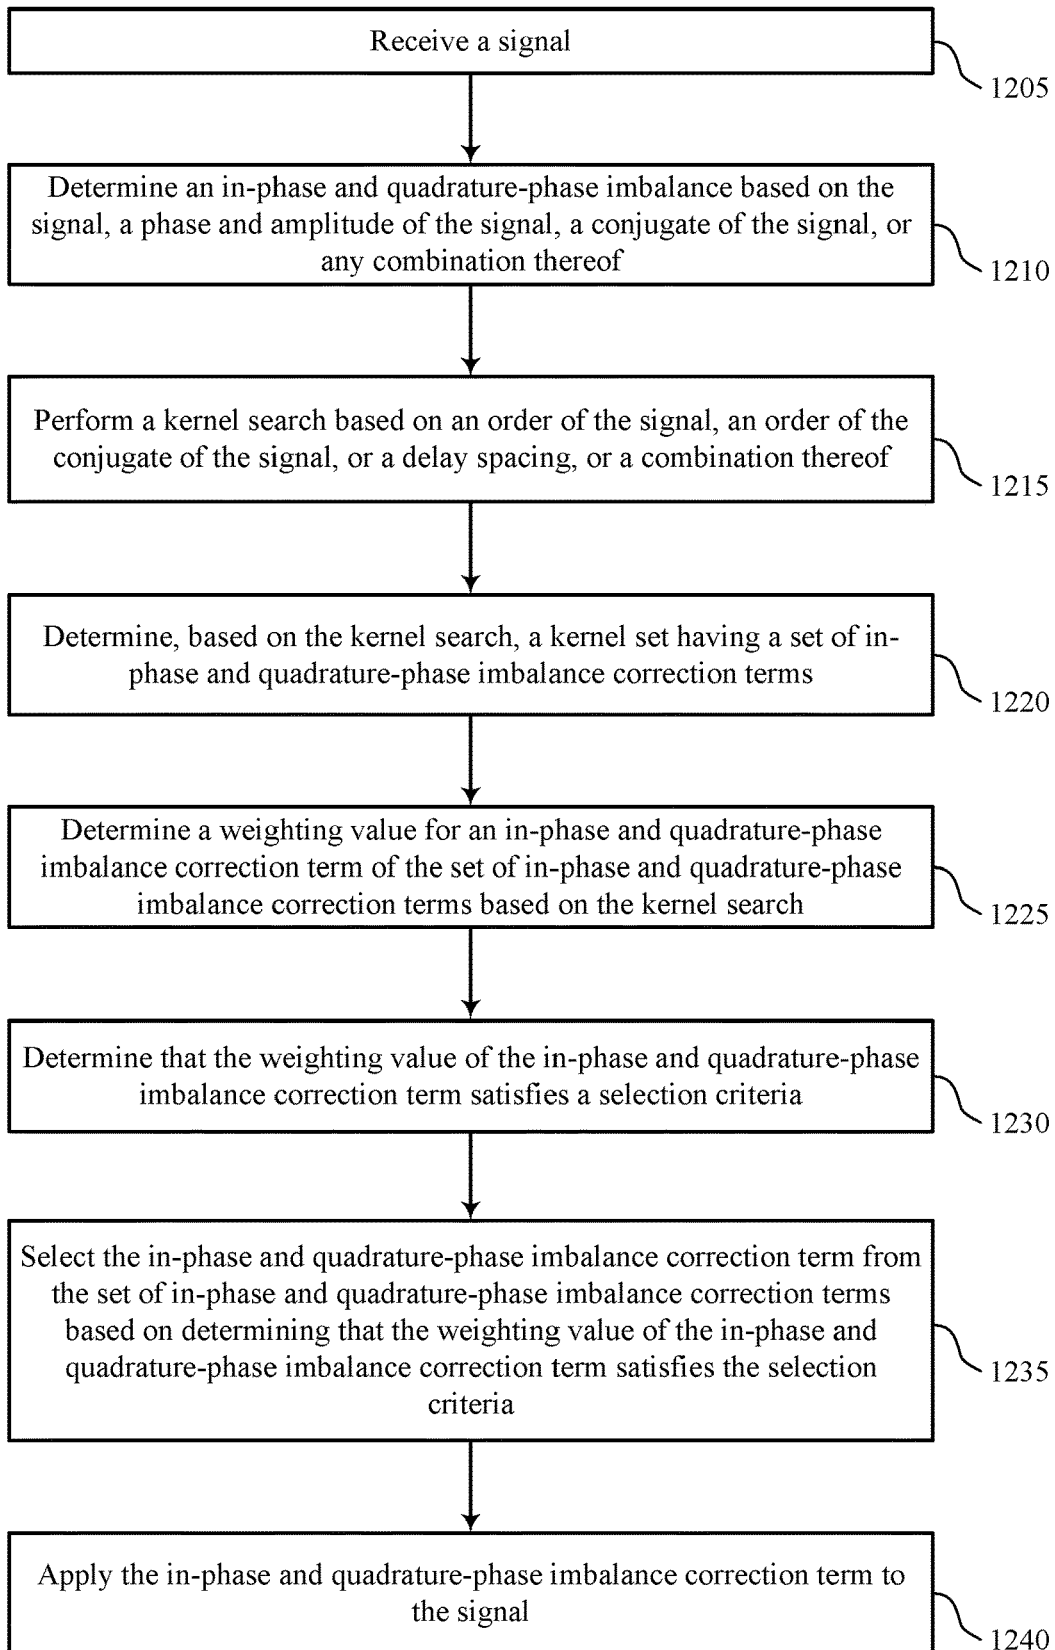 Receive a signal
1205
Determine an in-phase and quadrature-phase imbalance based on the
signal, a phase and amplitude of the signal, a conjugate of the signal, or
any combination thereof
1210
Perform a kernel search based on an order of the signal, an order of the
conjugate of the signal, or a delay spacing, or a combination thereof
1215
Determine, based on the kernel search, a kernel set having a set of in-
phase and quadrature-phase imbalance correction terms
1220
Determine a weighting value for an in-phase and quadrature-phase
imbalance correction term of the set of in-phase and quadrature-phase
imbalance correction terms based on the kernel search
1225
Determine that the weighting value of the in-phase and quadrature-phase
imbalance correction term satisfies a selection criteria
1230
Select the in-phase and quadrature-phase imbalance correction term from
the set of in-phase and quadrature-phase imbalance correction terms
based on determining that the weighting value of the in-phase and
quadrature-phase imbalance correction term satisfies the selection
criteria
1235
Apply the in-phase and quadrature-phase imbalance correction term to
the signal
1240